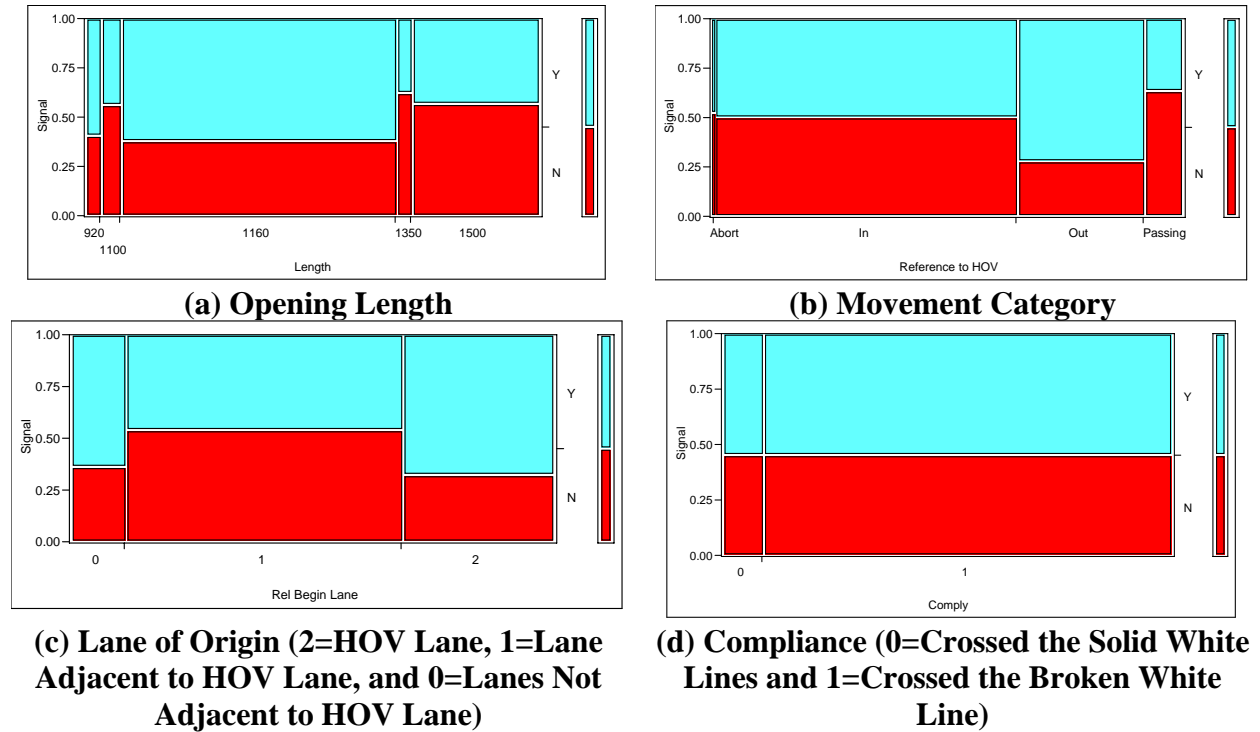 1.00
0.75
0.50
0.25
0.00
Signal
Y
N
920
1100
1160
1350
1500
Length
(a) Opening Length
1.00
0.75
0.50
0.25
0.00
Signal
Y
N
Abort
In
Out
Passing
Reference to HOV
(b) Movement Category
1.00
0.75
0.50
0.25
0.00
Signal
Y
N
0
1
2
Rel Begin Lane
(c) Lane of Origin (2=HOV Lane, 1=Lane
Adjacent to HOV Lane, and 0=Lanes Not
Adjacent to HOV Lane)
1.00
0.75
0.50
0.25
0.00
Signal
Y
N
0
1
Comply
(d) Compliance (0=Crossed the Solid White
Lines and 1=Crossed the Broken White
Line)